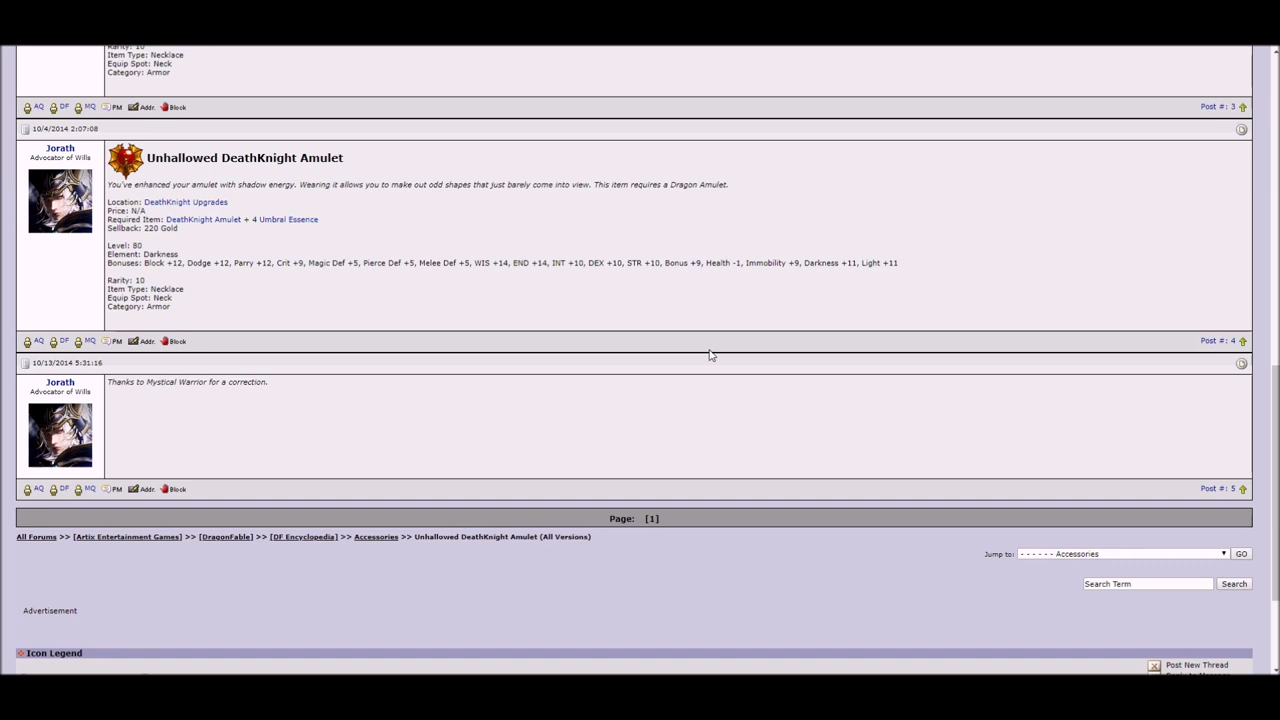 Rarity: 10
Item Type: Necklace
Equip Spot: Neck
Category: Armor
AQ DF MQ PM Addr. Block Post #: 3
10/4/2014 2:07:08
Jorath
Advocator of Wills
Unhallowed DeathKnight Amulet
You've enhanced your amulet with shadow energy. Wearing it allows you to make out odd shapes that just barely come into view. This item requires a Dragon Amulet.
Location: DeathKnight Upgrades
Price: N/A
Required Item: DeathKnight Amulet + 4 Umbral Essence
Sellback: 220 Gold
Level: 80
Element: Darkness
Bonuses: Block +12, Dodge +12, Parry +12, Crit +9, Magic Def +5, Pierce Def +5, Melee Def +5, WIS +14, END +14, INT +10, DEX +10, STR +10, Bonus +9, Health -1, Immobility +9, Darkness +11, Light +11
Rarity: 10
Item Type: Necklace
Equip Spot: Neck
Category: Armor
AQ DF MQ PM Addr. Block Post #: 4
10/13/2014 5:31:16
Jorath
Advocator of Wills
Thanks to Mystical Warrior for a correction.
AQ DF MQ PM Addr. Block Post #: 5
Page: [1]
All Forums >> [Artix Entertainment Games] >> [DragonFable] >> [DF Encyclopedia] >> Accessories >> Unhallowed DeathKnight Amulet (All Versions)
Jump to: - - - - - - Accessories GO
Search Term Search
Advertisement
Icon Legend
Post New Thread